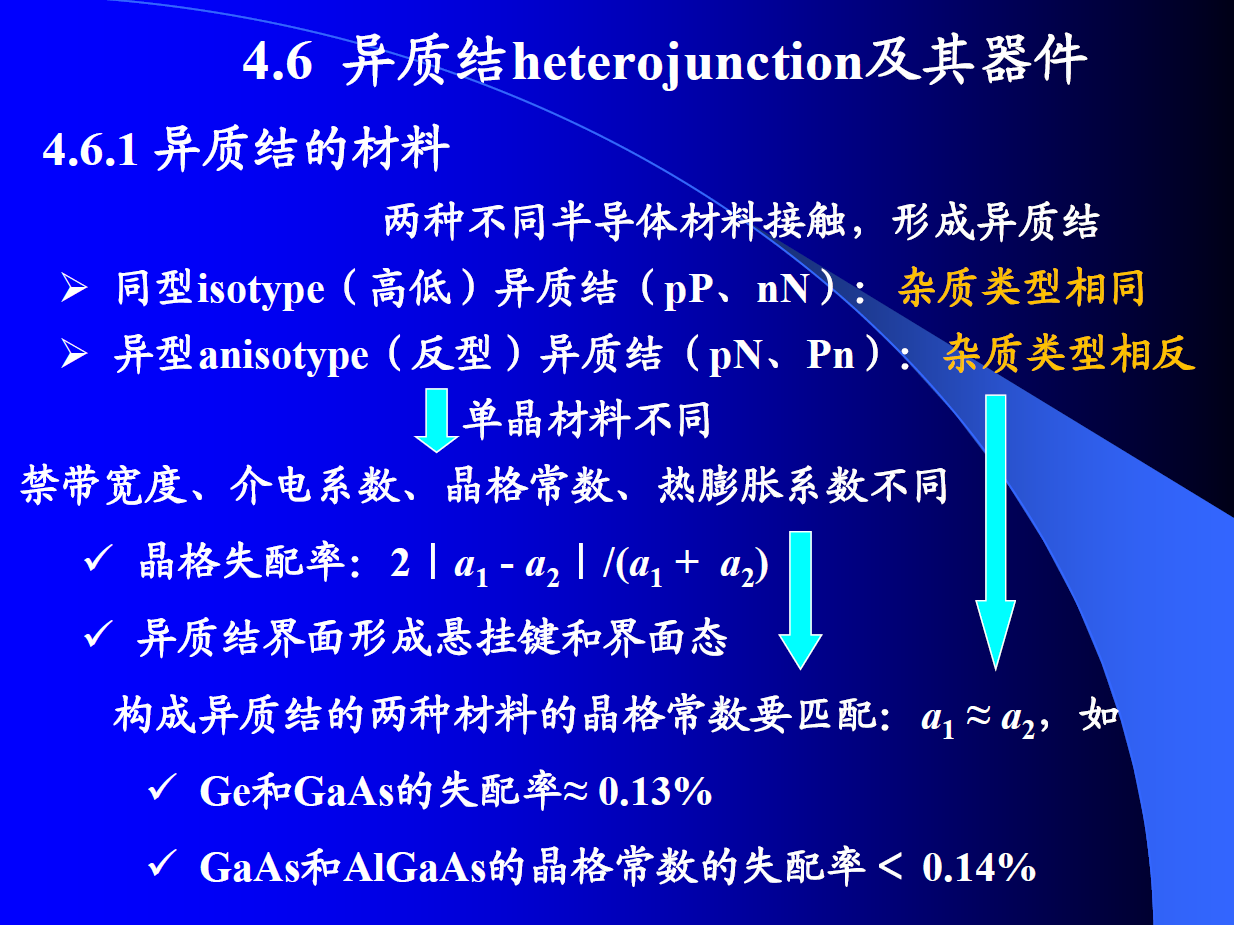 4.6 异质结heterojunction及其器件
4.6.1 异质结的材料
两种不同半导体材料接触，形成异质结
➢ 同型isotype（高低）异质结（pP、nN）：杂质类型相同
➢ 异型anisotype（反型）异质结（pN、Pn）：杂质类型相反
单晶材料不同
禁带宽度、介电系数、晶格常数、热膨胀系数不同
✓ 晶格失配率：2｜a₁ - a₂｜/(a₁ + a₂)
✓ 异质结界面形成悬挂键和界面态
构成异质结的两种材料的晶格常数要匹配：a₁ ≈ a₂，如
✓ Ge和GaAs的失配率≈ 0.13%
✓ GaAs和AlGaAs的晶格常数的失配率＜ 0.14%